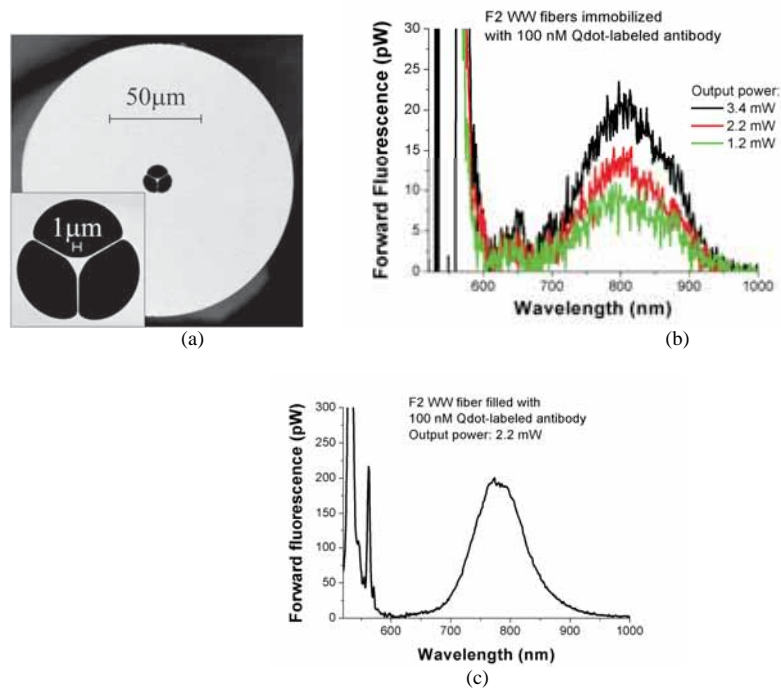 50μm
1μm
(a)
F2 WW fibers immobilized
with 100 nM Qdot-labeled antibody
Output power:
3.4 mW
2.2 mW
1.2 mW
Forward Fluorescence (pW)
30
25
20
15
10
5
0
600
700
800
900
1000
Wavelength (nm)
(b)
F2 WW fiber filled with
100 nM Qdot-labeled antibody
Output power: 2.2 mW
Forward fluorescence (pW)
300
250
200
150
100
50
0
600
700
800
900
1000
Wavelength (nm)
(c)